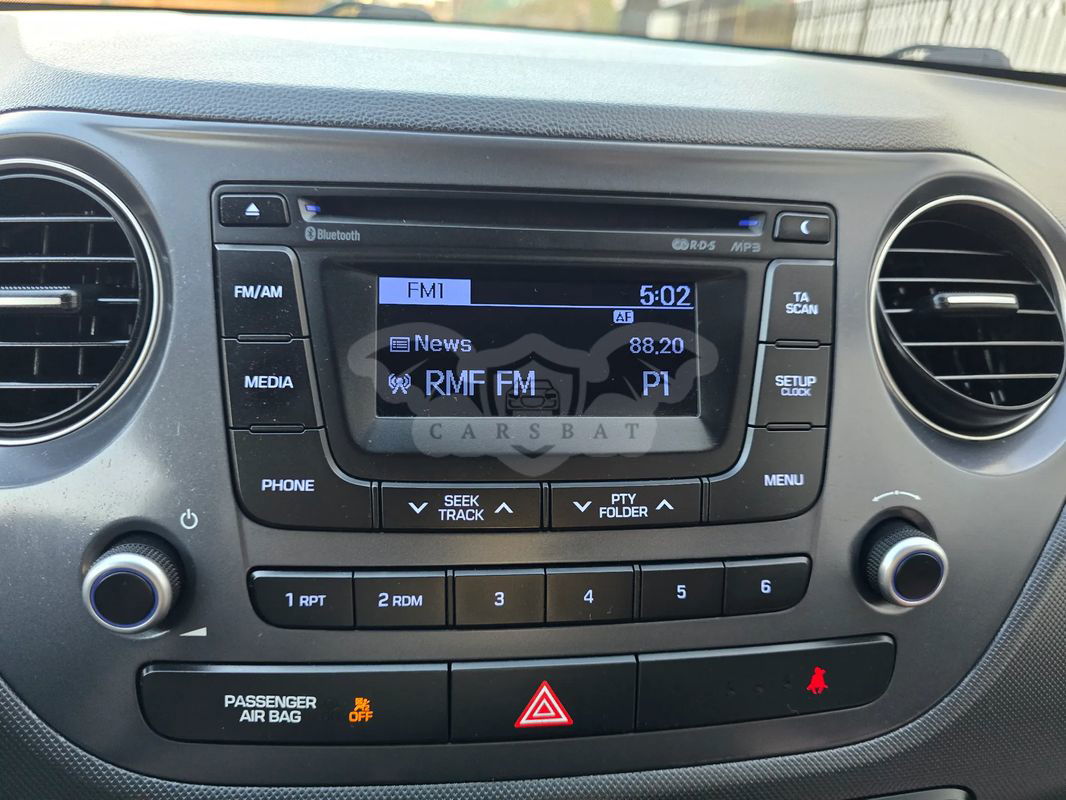 Bluetooth
R·D·S
MP3
FM/AM
MEDIA
PHONE
FM1
5:02
AF
News
88.20
RMF FM
P1
CARSBAT
TA
SCAN
SETUP
CLOCK
MENU
SEEK
TRACK
PTY
FOLDER
1 RPT
2 RDM
3
4
5
6
PASSENGER
AIR BAG
OFF